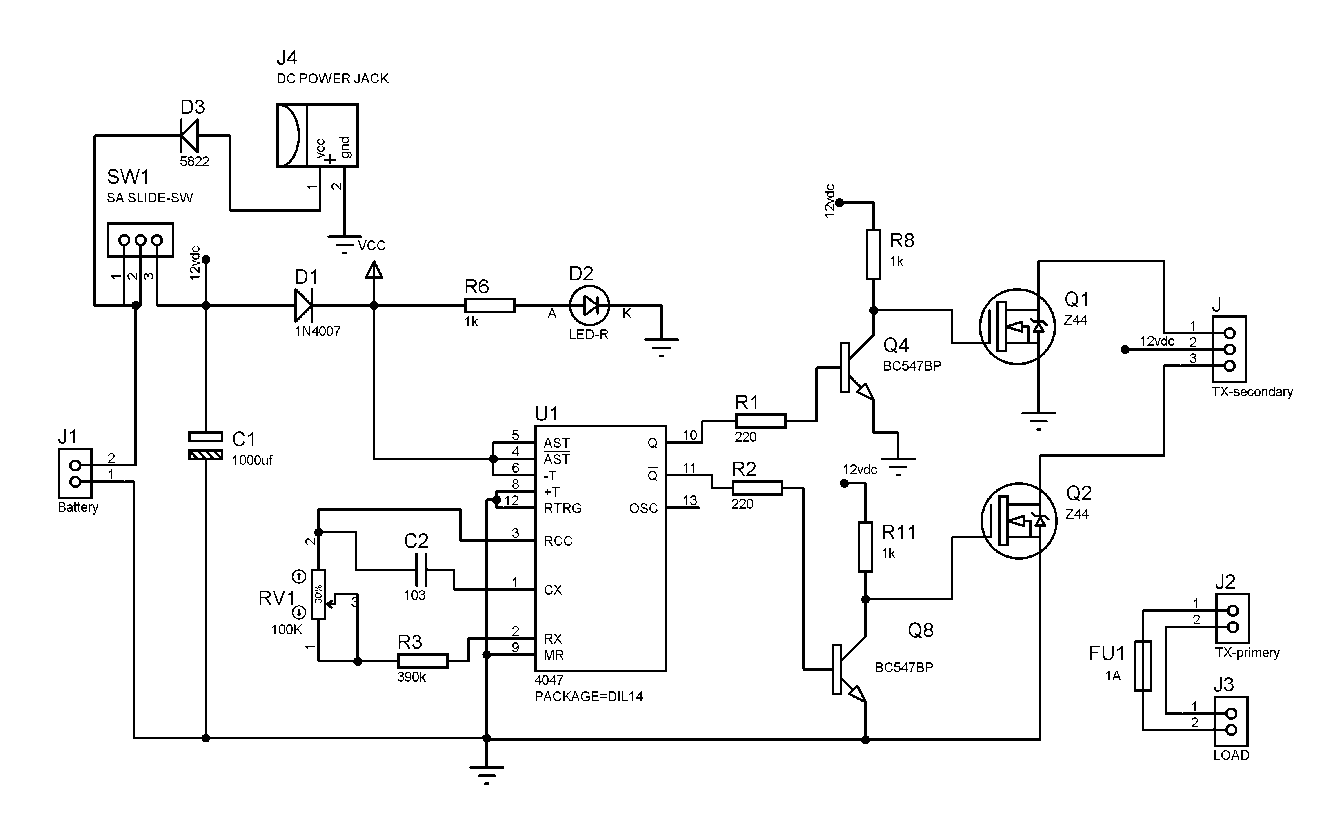 J4
DC POWER JACK
D3
5822
vcc
+
gnd
1
2
SW1
SA SLIDE-SW
1
2
3
12vdc
VCC
D1
1N4007
R6
1k
D2
A
K
LED-R
12vdc
R8
1k
Q1
Z44
Q4
BC547BP
J
1
12vdc
2
3
TX-secondary
J1
2
1
Battery
C1
1000uf
U1
5
AST
4
AST
6
-T
8
+T
12
RTRG
3
RCC
1
CX
2
RX
9
MR
Q
10
Q
11
OSC
13
4047
PACKAGE=DIL14
R1
220
R2
220
12vdc
R11
1k
Q2
Z44
C2
103
2
RV1
50%
3
100K
1
R3
390k
Q8
BC547BP
J2
1
2
TX-primery
FU1
1A
J3
1
2
LOAD